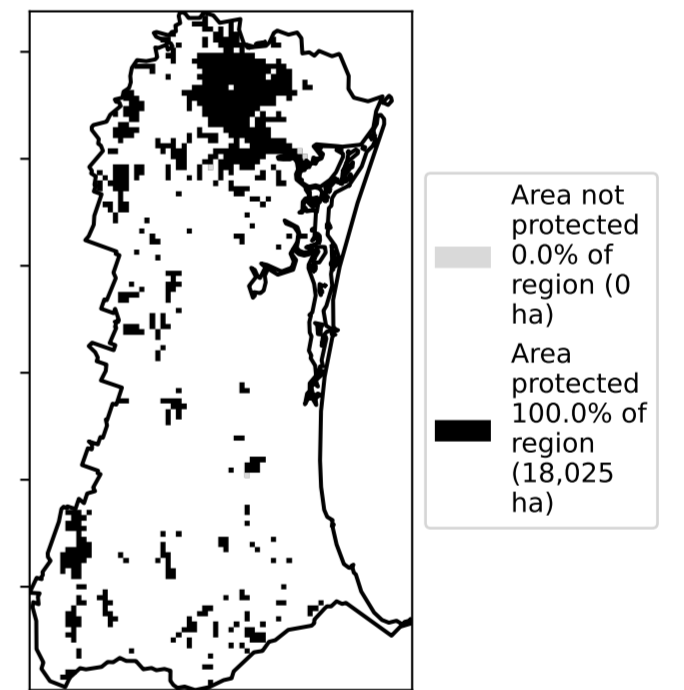 Area not
protected
0.0% of
region (0
ha)
Area
protected
100.0% of
region
(18,025
ha)